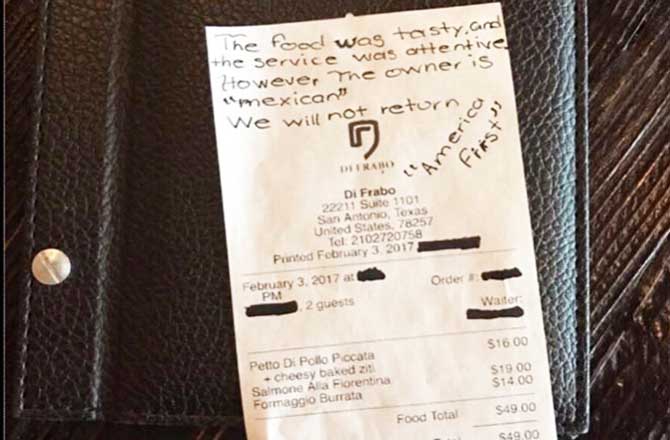 The food was tasty, and
the service was attentive.
However, The owner is
"mexican"
We will not return
"America
First"
DI FRABO
Di Frabo
22211 Suite 1101
San Antonio, Texas
United States, 78257
Tel: 2102720758
Printed February 3, 2017
February 3, 2017 at
Order #:
PM
, 2 guests
Waiter:
Petto Di Pollo Piccata $16.00
+ cheesy baked ziti
Salmone Alla Fiorentina $19.00
Formaggio Burrata $14.00
Food Total $49.00
$49.00